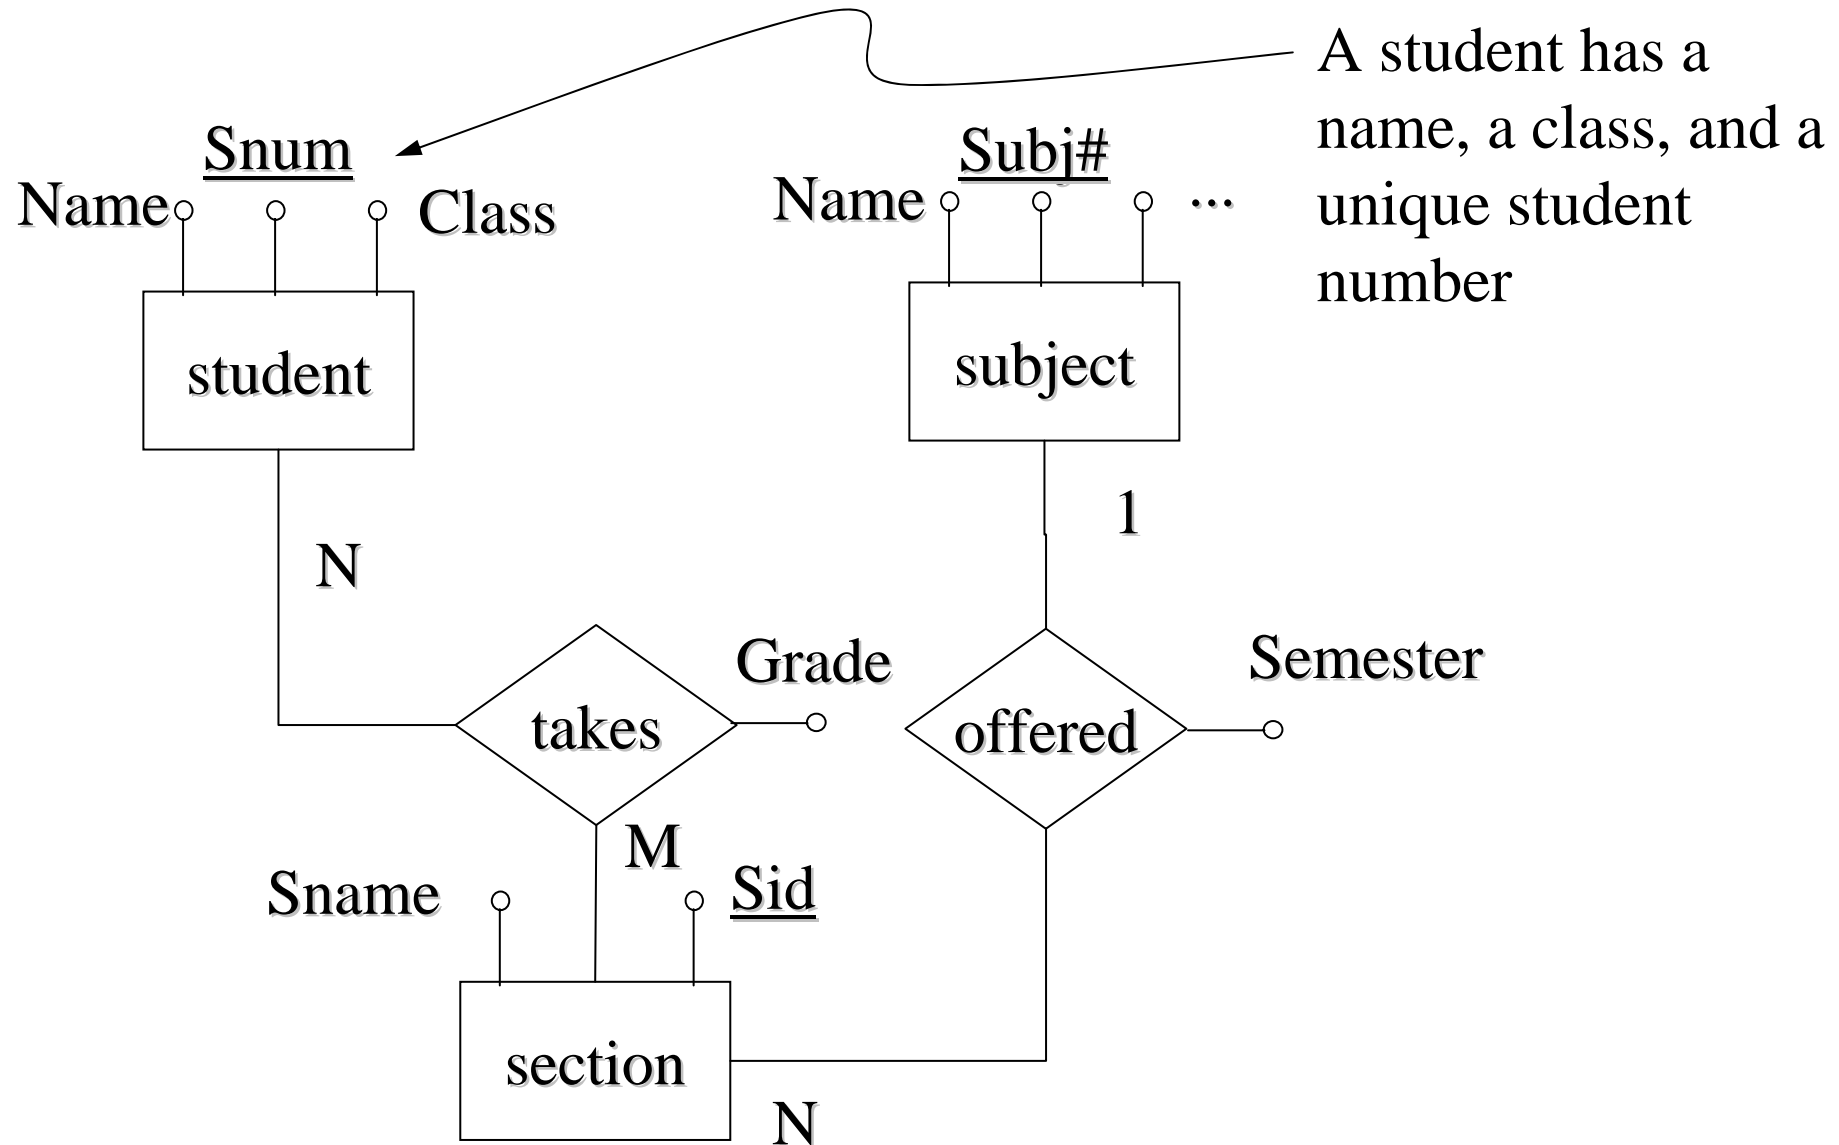 A student has a
name, a class, and a
unique student
number
Snum
Name
Class
Subj#
Name
...
student
subject
N
1
takes
Grade
offered
Semester
M
Sname
Sid
section
N